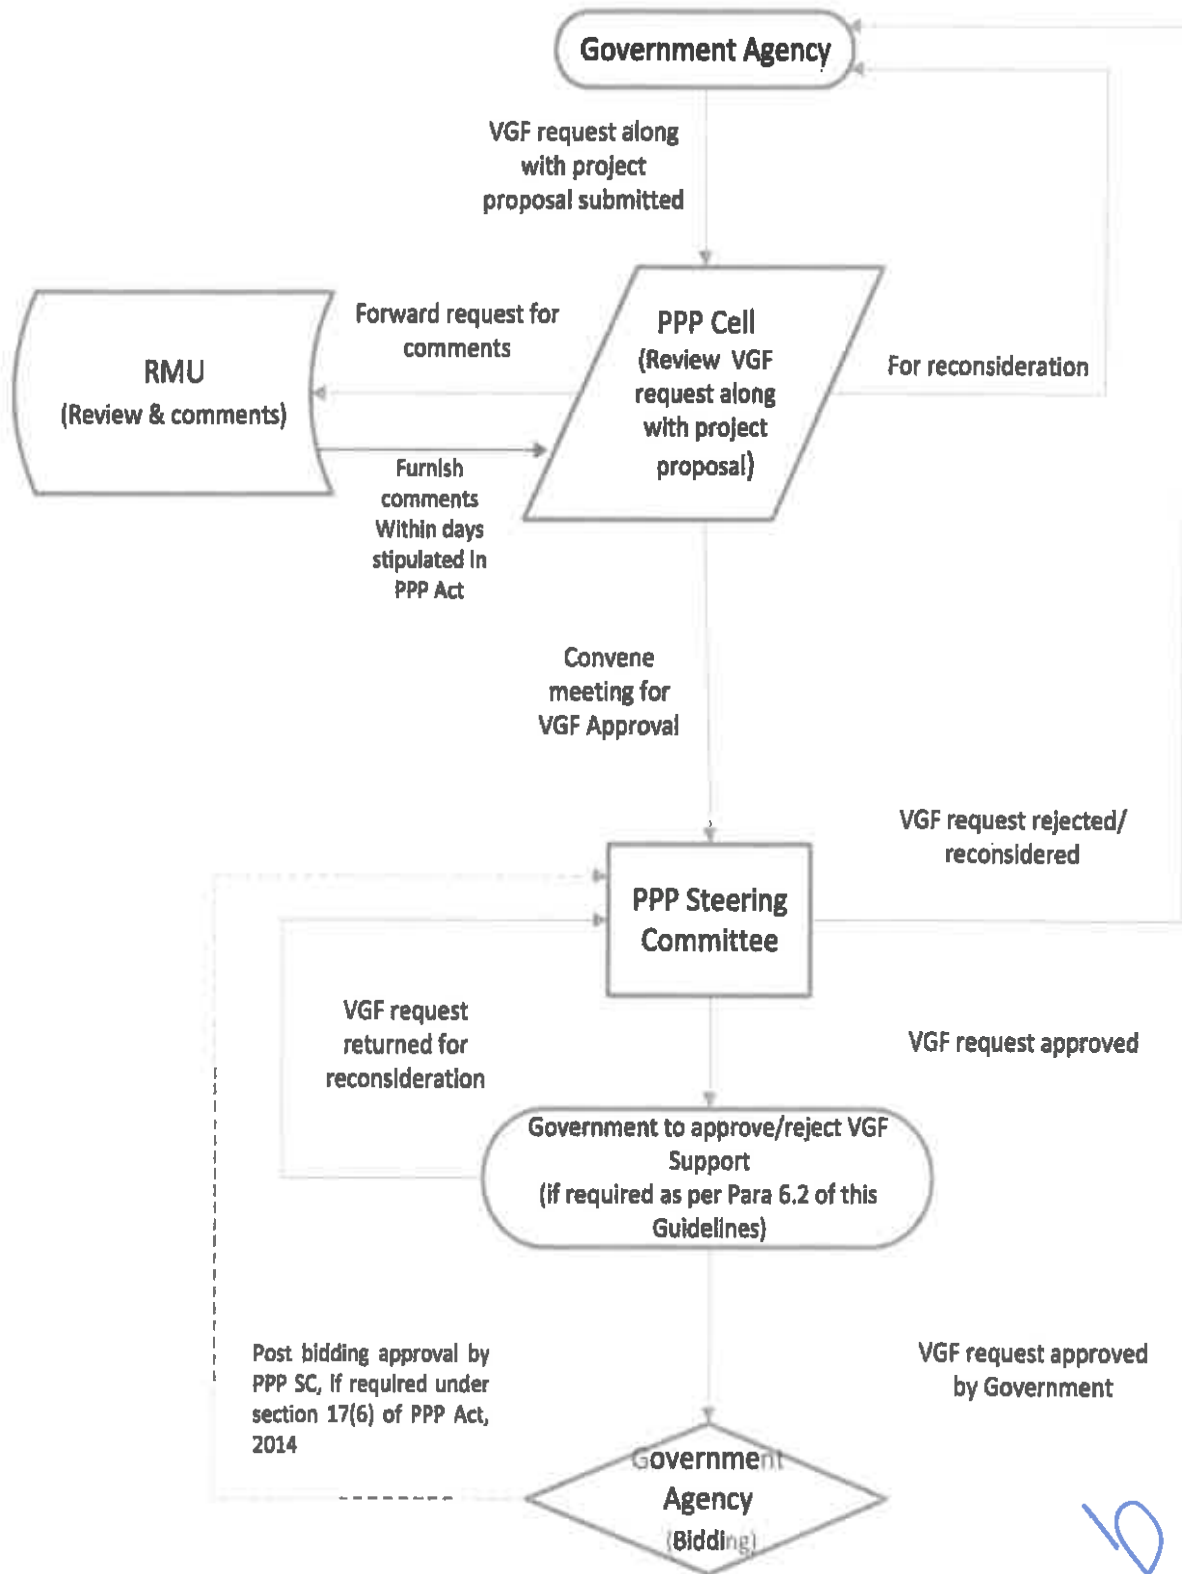 Government Agency
VGF request along
with project
proposal submitted
Forward request for
comments
PPP Cell
(Review VGF
request along
with project
proposal)
For reconsideration
RMU
(Review & comments)
Furnish
comments
Within days
stipulated in
PPP Act
Convene
meeting for
VGF Approval
VGF request rejected/
reconsidered
PPP Steering
Committee
VGF request
returned for
reconsideration
VGF request approved
Government to approve/reject VGF
Support
(if required as per Para 6.2 of this
Guidelines)
Post bidding approval by
PPP SC, if required under
section 17(6) of PPP Act,
2014
VGF request approved
by Government
Government
Agency
(Bidding)